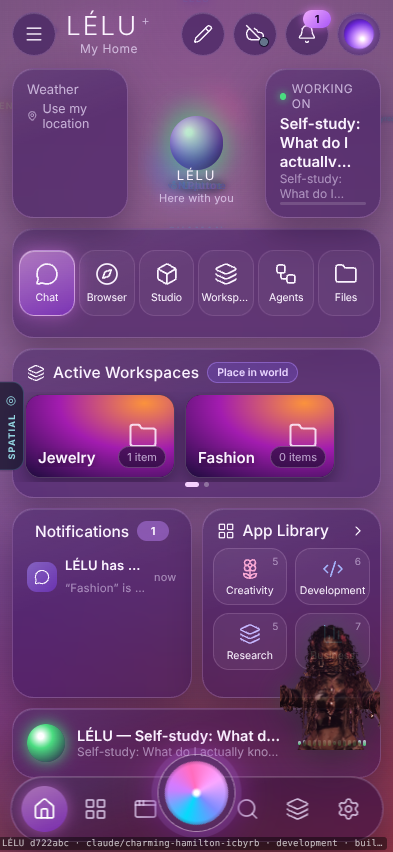 LÉLU +
My Home
1
Weather
Use my
location
LÉLU
Here with you
WORKING
ON
Self-study:
What do I
actually...
Self-study:
What do I...
Chat
Browser
Studio
Worksp...
Agents
Files
SPATIAL
Active Workspaces
Place in world
Jewelry
1 item
Fashion
0 items
Notifications
1
LÉLU has ...
"Fashion" is ...
now
App Library
5
Creativity
6
Development
5
Research
7
LÉLU — Self-study: What d...
Self-study: What do I actually kno...
LÉLU d722abc · claude/charming-hamilton-icbyrb · development · buil...